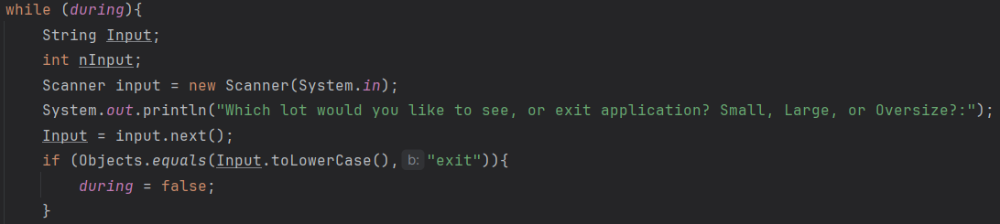 while (during){
String Input;
int nInput;
Scanner input = new Scanner(System.in);
System.out.println("Which lot would you like to see, or exit application? Small, Large, or Oversize?:");
Input = input.next();
if (Objects.equals(Input.toLowerCase(), b: "exit")){
during = false;
}